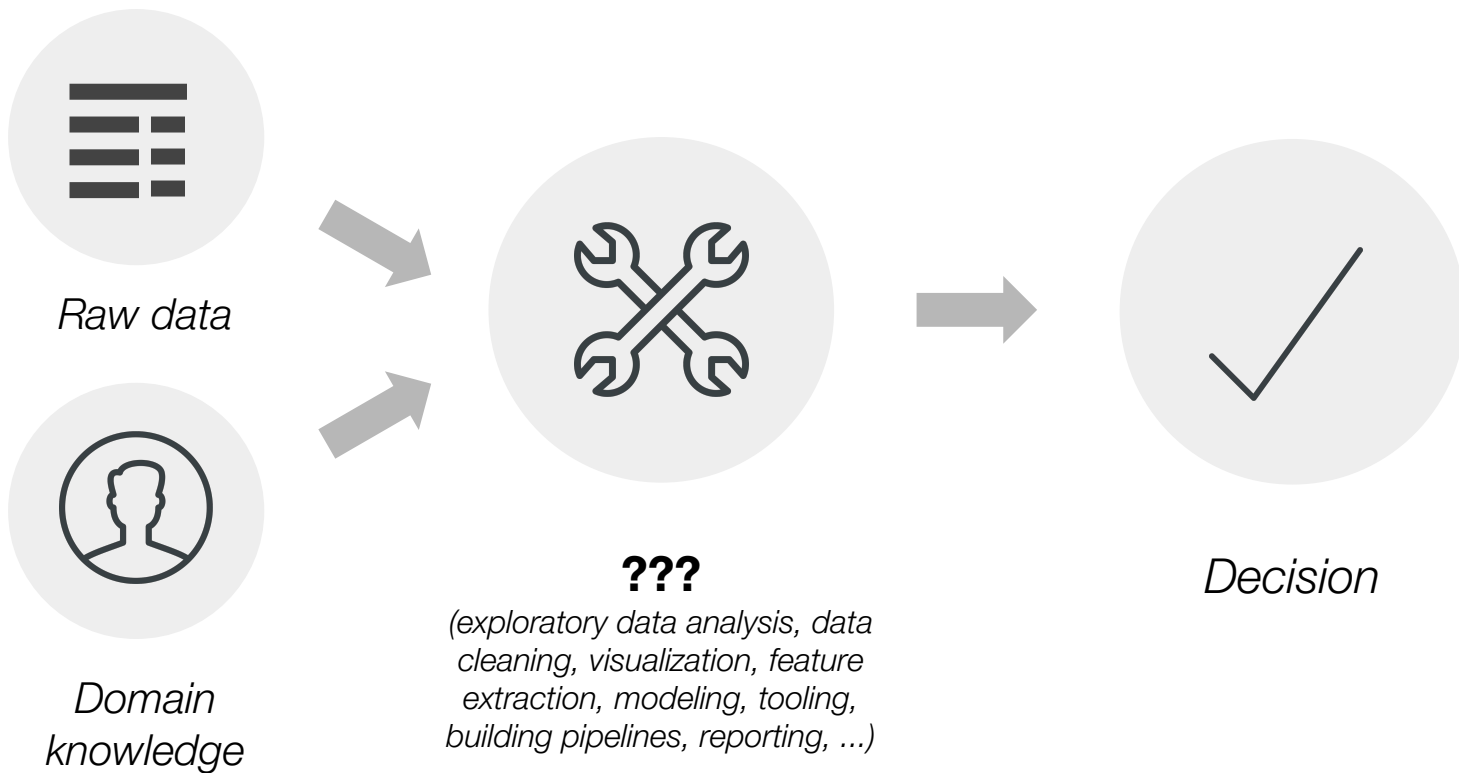 Raw data
Domain
knowledge
???
(exploratory data analysis, data
cleaning, visualization, feature
extraction, modeling, tooling,
building pipelines, reporting, ...)
Decision